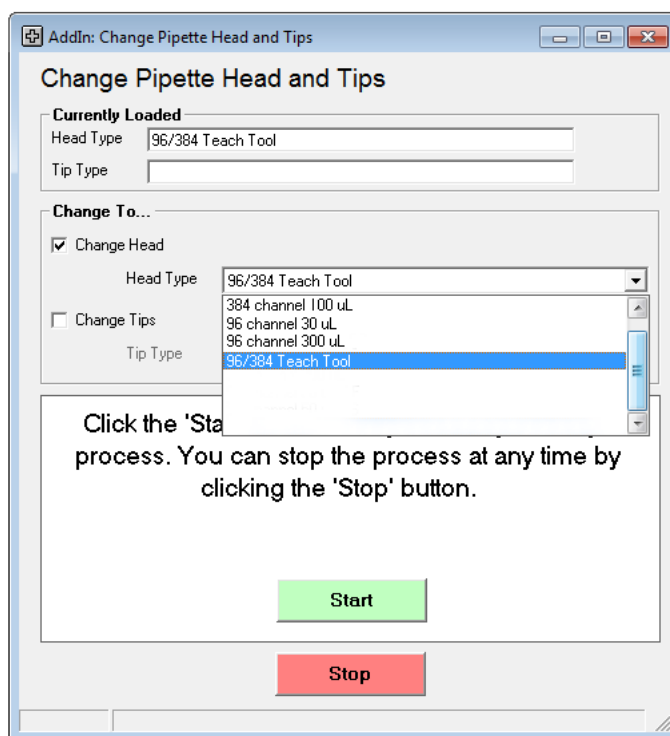 AddIn: Change Pipette Head and Tips
Change Pipette Head and Tips
Currently Loaded
Head Type 96/384 Teach Tool
Tip Type
Change To...
Change Head
Head Type 96/384 Teach Tool
384 channel 100 uL
Change Tips
96 channel 30 uL
96 channel 300 uL
Tip Type
96/384 Teach Tool
Click the
process. You can stop the process at any time by
clicking the 'Stop' button.
Start
Stop